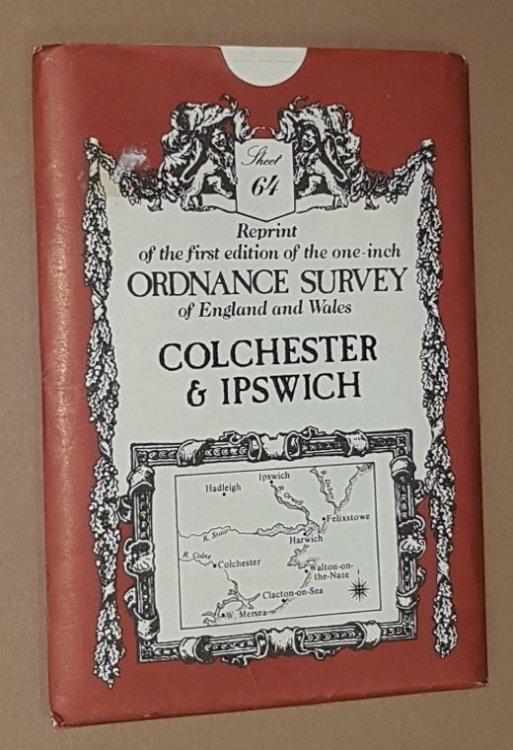 Sheet
64
Reprint
of the first edition of the one-inch
ORDNANCE SURVEY
of England and Wales
COLCHESTER
& IPSWICH
Hadleigh
Ipswich
R. Orwell
R. Deben
Felixstowe
R. Stour
Harwich
R. Colne
Colchester
Walton-on-
the-Naze
Clacton-on-Sea
W. Mersea